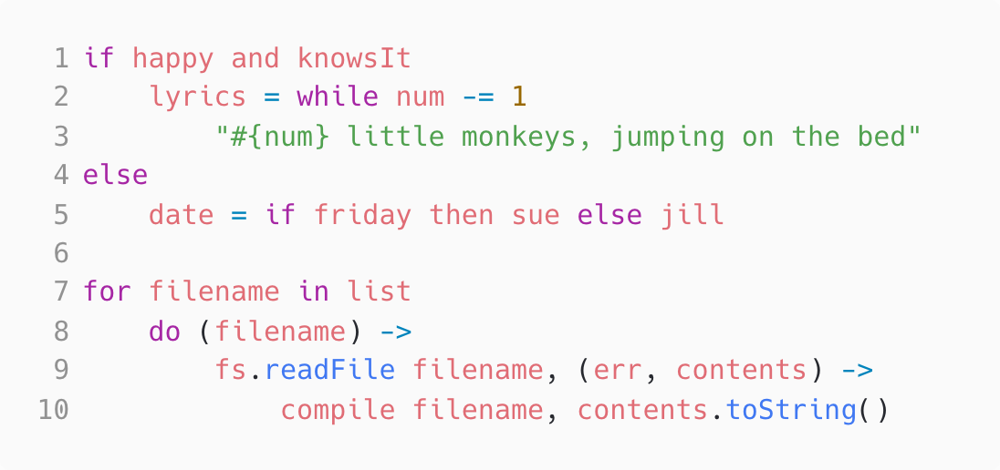 1 if happy and knowsIt
2     lyrics = while num -= 1
3         "#{num} little monkeys, jumping on the bed"
4 else
5     date = if friday then sue else jill
6
7 for filename in list
8     do (filename) ->
9         fs.readFile filename, (err, contents) ->
10             compile filename, contents.toString()